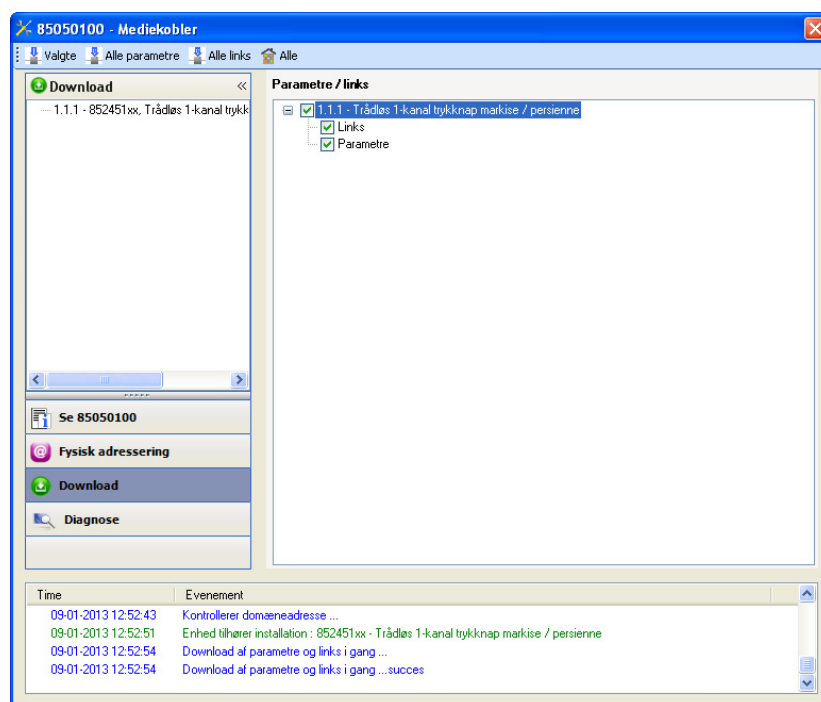 85050100 - Mediekobler
Valgte Alle parametre Alle links Alle
Download «
1.1.1 - 852451xx, Trådløs 1-kanal trykk
Parametre / links
1.1.1 - Trådløs 1-kanal trykknap markise / persienne
Links
Parametre
Se 85050100
Fysisk adressering
Download
Diagnose
Time Evenement
09-01-2013 12:52:43 Kontrollerer domæneadresse ...
09-01-2013 12:52:51 Enhed tilhører installation : 852451xx - Trådløs 1-kanal trykknap markise / persienne
09-01-2013 12:52:54 Download af parametre og links i gang ...
09-01-2013 12:52:54 Download af parametre og links i gang ...succes